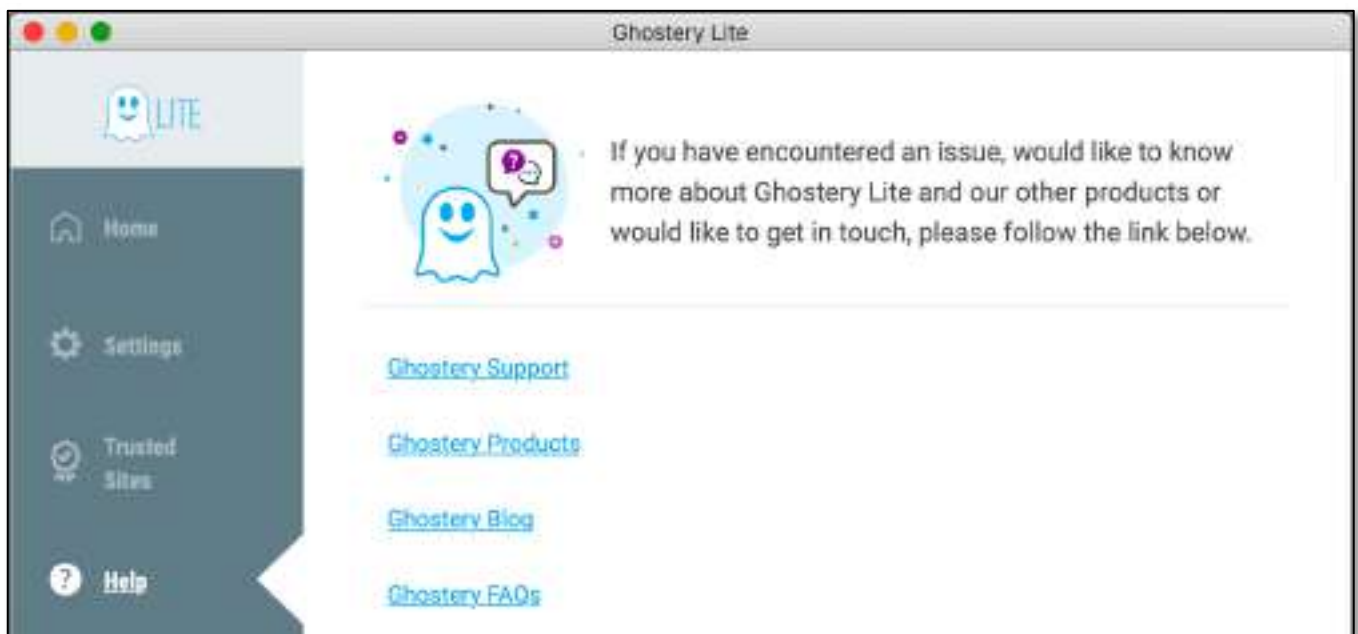 Ghostery Lite
LITE
Home
Settings
Trusted
Sites
Help
If you have encountered an issue, would like to know
more about Ghostery Lite and our other products or
would like to get in touch, please follow the link below.
Ghostery Support
Ghostery Products
Ghostery Blog
Ghostery FAQs